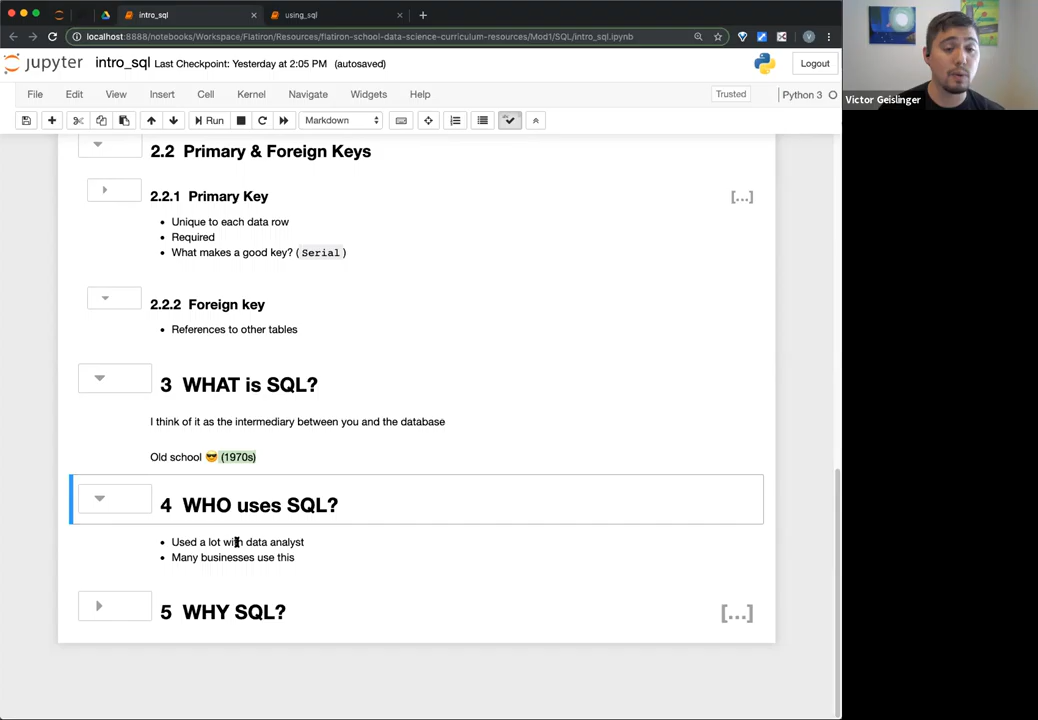 intro_sql
using_sql
localhost:8888/notebooks/Workspace/Flatiron/Resources/flatiron-school-data-science-curriculum-resources/Mod1/SQL/intro_sql.ipynb
V
jupyter intro_sql Last Checkpoint: Yesterday at 2:05 PM (autosaved)
Logout
File Edit View Insert Cell Kernel Navigate Widgets Help
Trusted
Python 3
Run
Markdown
Victor Geislinger
2.2 Primary & Foreign Keys
2.2.1 Primary Key
[...]
• Unique to each data row
• Required
• What makes a good key? (Serial)
2.2.2 Foreign key
• References to other tables
3 WHAT is SQL?
I think of it as the intermediary between you and the database
Old school 😎 (1970s)
4 WHO uses SQL?
• Used a lot with data analyst
• Many businesses use this
5 WHY SQL?
[...]